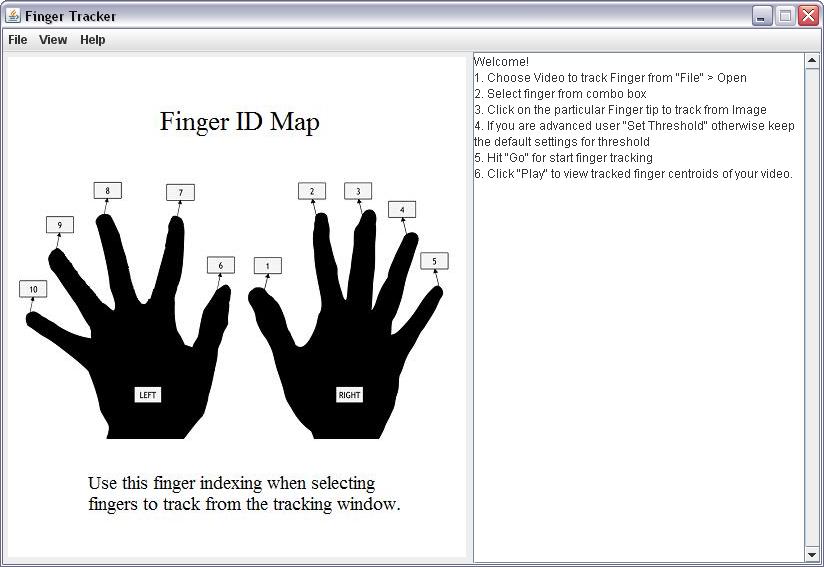 Finger Tracker
File View Help
Finger ID Map
8
7
9
6
10
LEFT
2
3
4
1
5
RIGHT
Use this finger indexing when selecting
fingers to track from the tracking window.
Welcome!
1. Choose Video to track Finger from "File" > Open
2. Select finger from combo box
3. Click on the particular Finger tip to track from Image
4. If you are advanced user "Set Threshold" otherwise keep
the default settings for threshold
5. Hit "Go" for start finger tracking
6. Click "Play" to view tracked finger centroids of your video.